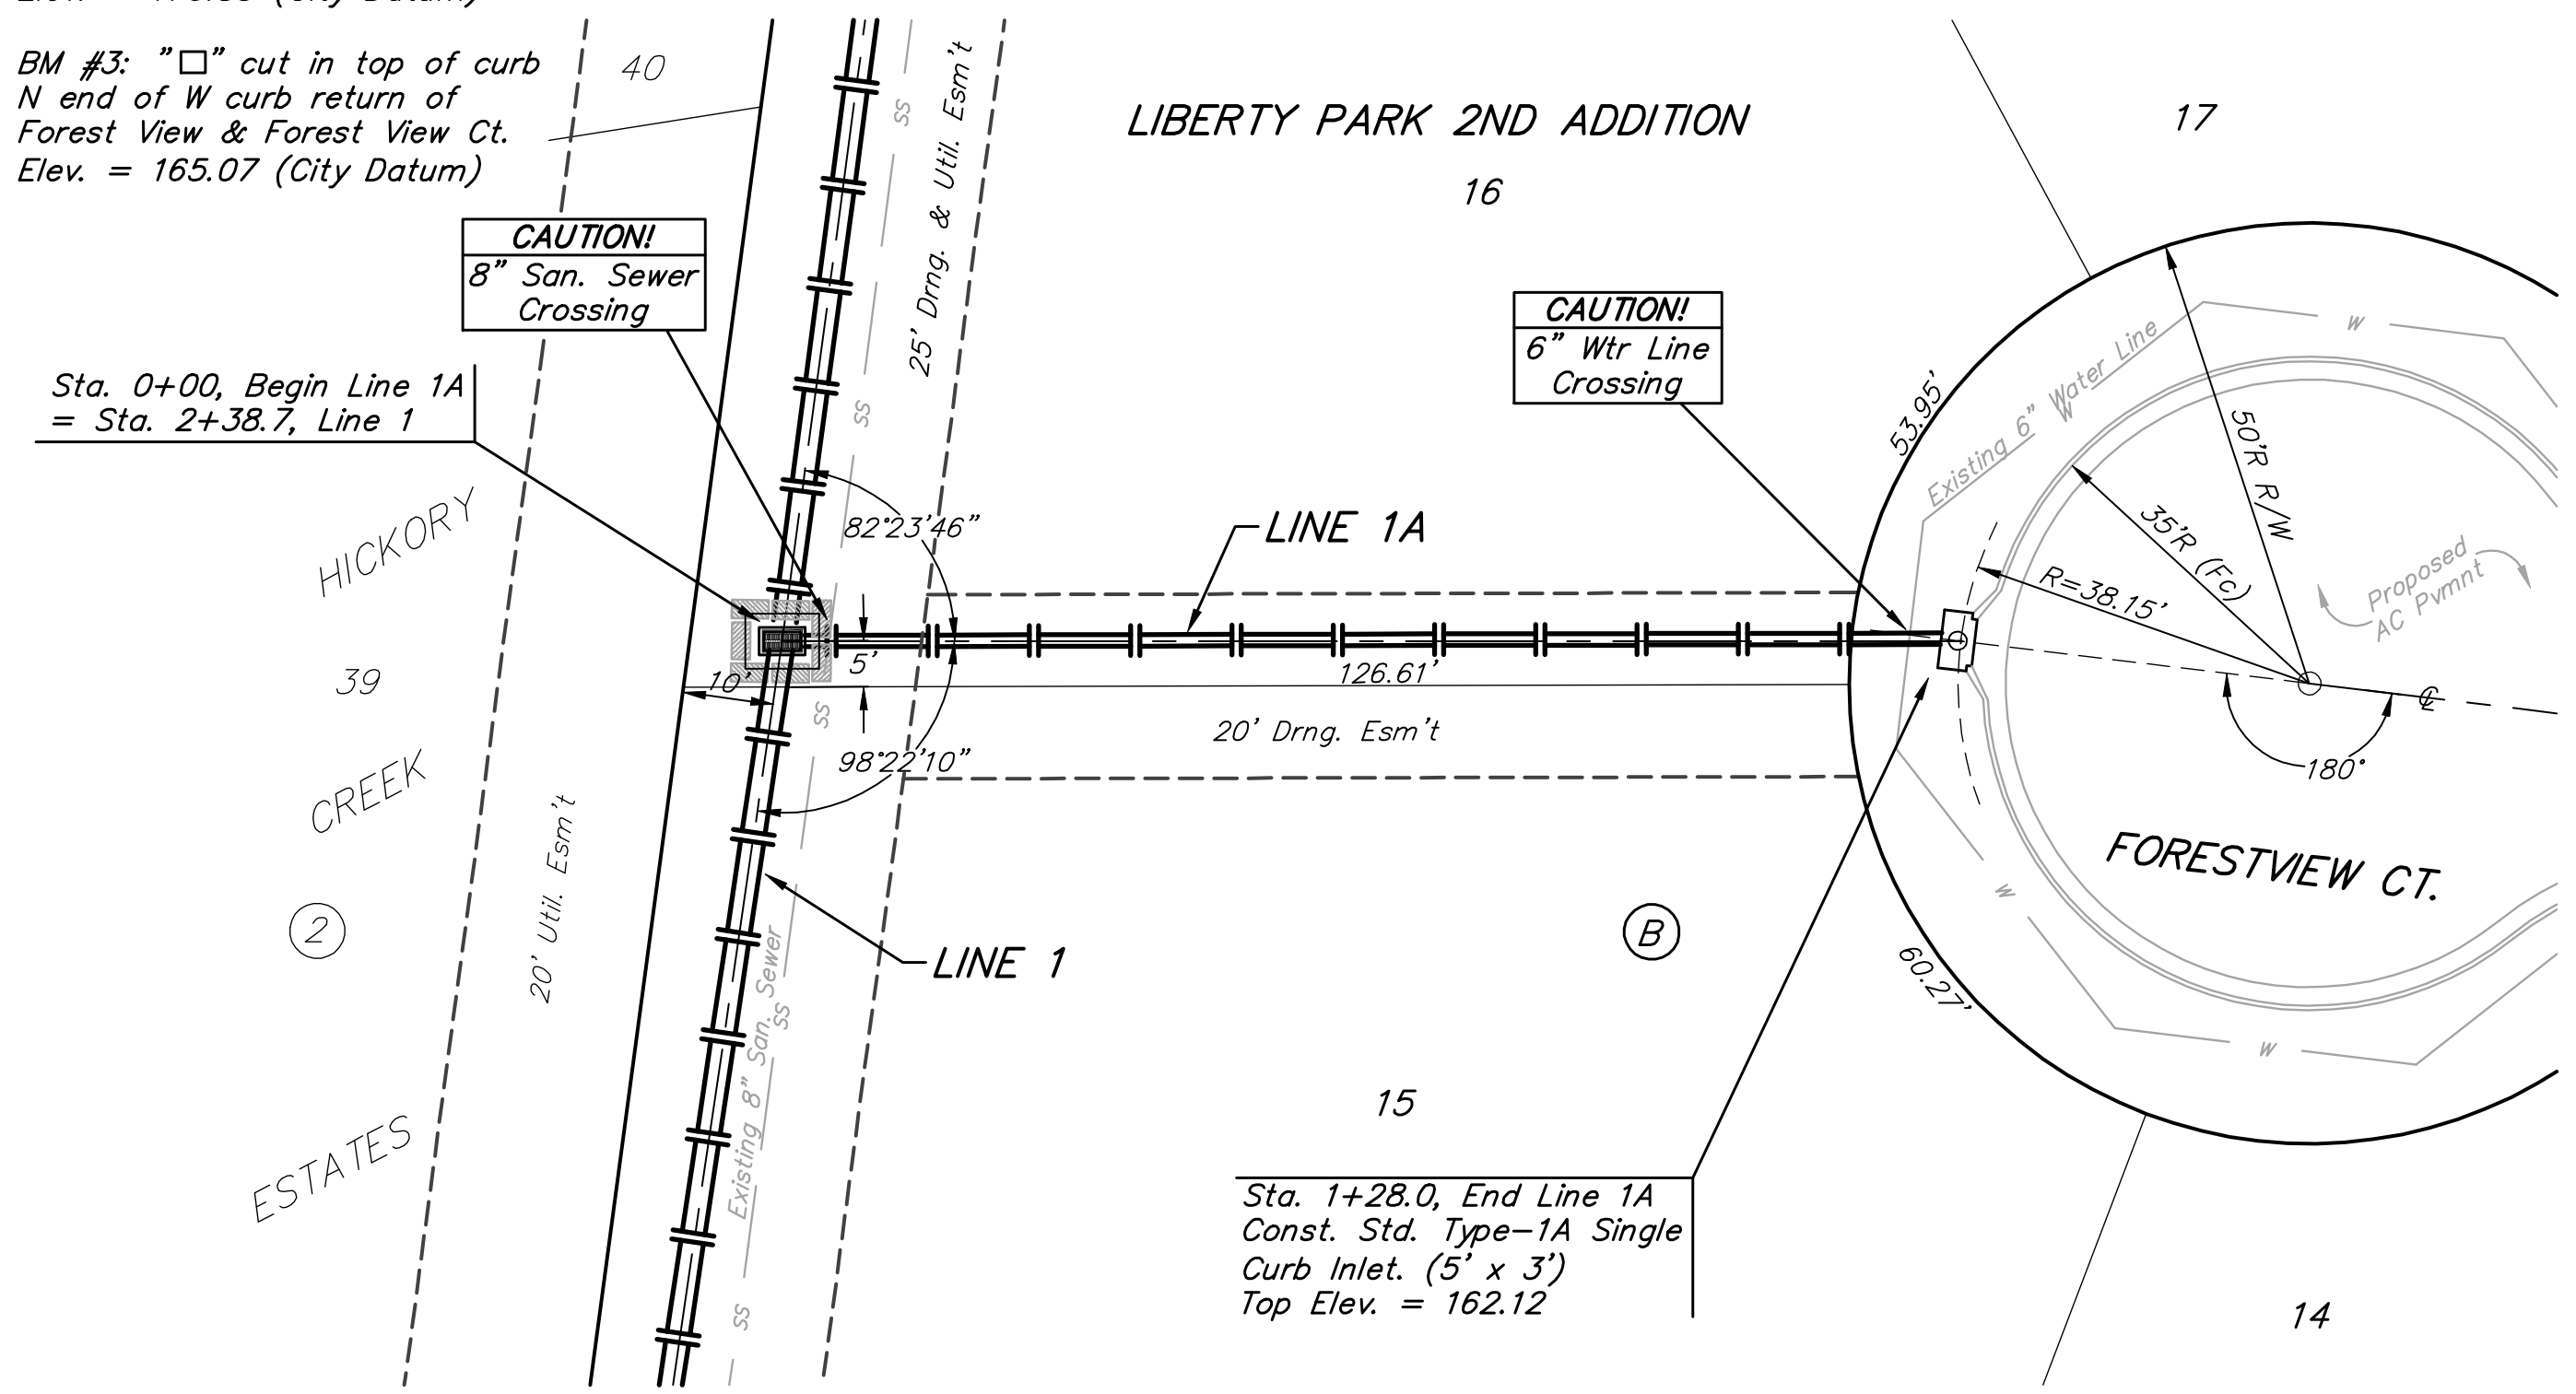 BM #3: "□" cut in top of curb
N end of W curb return of
Forest View & Forest View Ct.
Elev. = 165.07 (City Datum)
40
SS
25' Drng. & Util. Esm't
LIBERTY PARK 2ND ADDITION
16
17
CAUTION!
8" San. Sewer
Crossing
CAUTION!
6" Wtr Line
Crossing
Sta. 0+00, Begin Line 1A
= Sta. 2+38.7, Line 1
SS
53.95'
Existing 6" Water Line
W
W
50'R R/W
35'R (Fc)
R=38.15'
Proposed
AC Pvmnt
82°23'46"
LINE 1A
HICKORY
39
CREEK
2
ESTATES
10'
5'
126.61'
20' Drng. Esm't
SS
98°22'10"
20' Util. Esm't
℄
180°
FORESTVIEW CT.
W
W
LINE 1
B
60.27'
Existing 8" San. Sewer
SS
SS
15
Sta. 1+28.0, End Line 1A
Const. Std. Type-1A Single
Curb Inlet. (5' x 3')
Top Elev. = 162.12
14